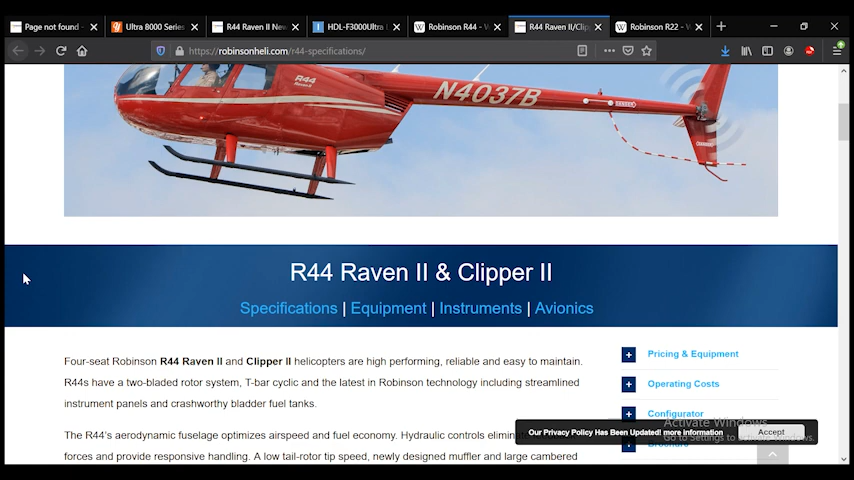 Page not found -
Ultra 8000 Series
R44 Raven II New
HDL-F3000Ultra
Robinson R44 - W
R44 Raven II/Clip
Robinson R22 - W
https://robinsonheli.com/r44-specifications/
R44
Raven II
N4037B
DANGER
R44 Raven II & Clipper II
Specifications | Equipment | Instruments | Avionics
Four-seat Robinson R44 Raven II and Clipper II helicopters are high performing, reliable and easy to maintain.
R44s have a two-bladed rotor system, T-bar cyclic and the latest in Robinson technology including streamlined
instrument panels and crashworthy bladder fuel tanks.
The R44's aerodynamic fuselage optimizes airspeed and fuel economy. Hydraulic controls
forces and provide responsive handling. A low tail-rotor tip speed, newly designed muffler and large cambered
Pricing & Equipment
Operating Costs
Configurator
Brochure
Our Privacy Policy Has Been Updated! more information
Accept
Activate Windows
Go to Settings to activate Windows.